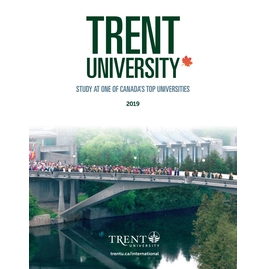 TRENT
UNIVERSITY
STUDY AT ONE OF CANADA'S TOP UNIVERSITIES
2019
TRENT
UNIVERSITY
trentu.ca/international